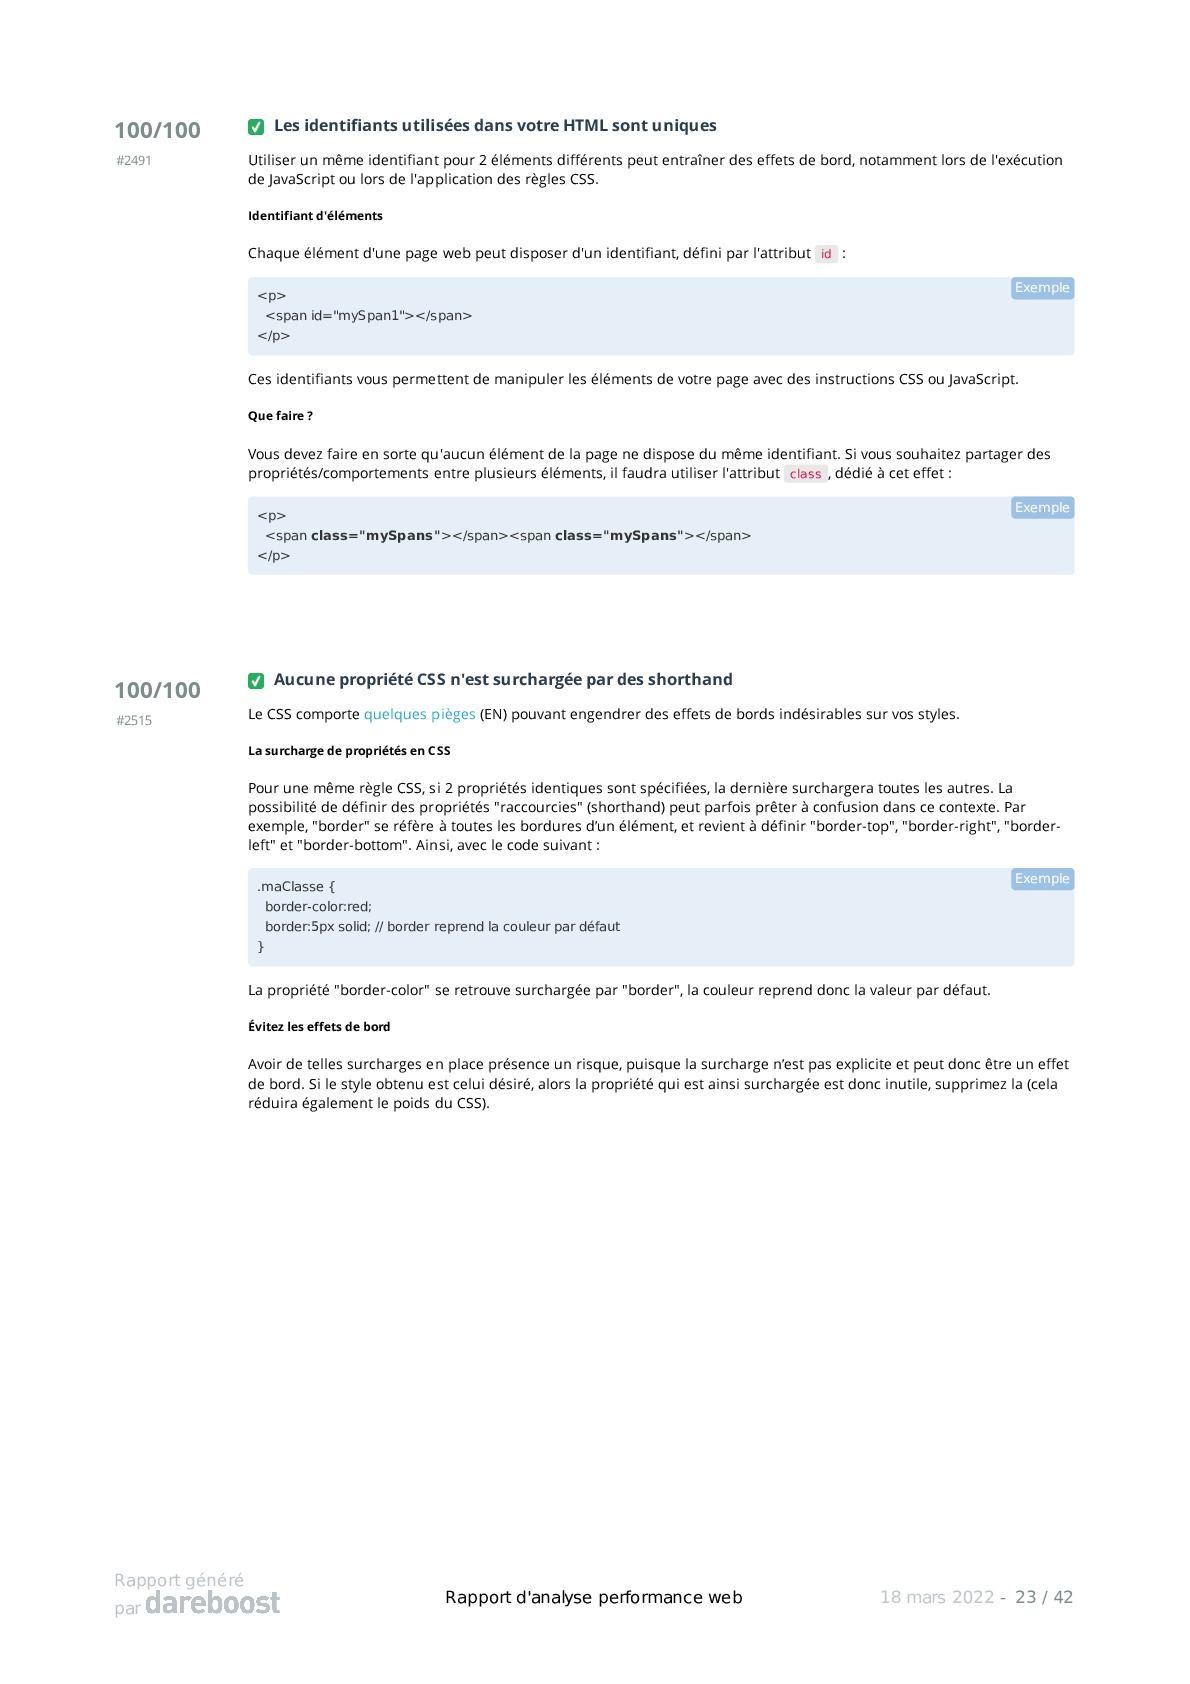 100/100
#2491
Les identifiants utilisées dans votre HTML sont uniques
Utiliser un même identifiant pour 2 éléments différents peut entraîner des effets de bord, notamment lors de l'exécution
de JavaScript ou lors de l'application des règles CSS.
Identifiant d'éléments
Chaque élément d'une page web peut disposer d'un identifiant, défini par l'attribut id :
Exemple
<p>
  <span id="mySpan1"></span>
</p>
Ces identifiants vous permettent de manipuler les éléments de votre page avec des instructions CSS ou JavaScript.
Que faire ?
Vous devez faire en sorte qu'aucun élément de la page ne dispose du même identifiant. Si vous souhaitez partager des
propriétés/comportements entre plusieurs éléments, il faudra utiliser l'attribut class , dédié à cet effet :
Exemple
<p>
  <span class="mySpans"></span><span class="mySpans"></span>
</p>
100/100
#2515
Aucune propriété CSS n'est surchargée par des shorthand
Le CSS comporte quelques pièges (EN) pouvant engendrer des effets de bords indésirables sur vos styles.
La surcharge de propriétés en CSS
Pour une même règle CSS, si 2 propriétés identiques sont spécifiées, la dernière surchargera toutes les autres. La
possibilité de définir des propriétés "raccourcies" (shorthand) peut parfois prêter à confusion dans ce contexte. Par
exemple, "border" se réfère à toutes les bordures d’un élément, et revient à définir "border-top", "border-right", "border-
left" et "border-bottom". Ainsi, avec le code suivant :
Exemple
.maClasse {
  border-color:red;
  border:5px solid; // border reprend la couleur par défaut
}
La propriété "border-color" se retrouve surchargée par "border", la couleur reprend donc la valeur par défaut.
Évitez les effets de bord
Avoir de telles surcharges en place présence un risque, puisque la surcharge n’est pas explicite et peut donc être un effet
de bord. Si le style obtenu est celui désiré, alors la propriété qui est ainsi surchargée est donc inutile, supprimez la (cela
réduira également le poids du CSS).
Rapport généré
par dareboost
Rapport d'analyse performance web
18 mars 2022 - 23 / 42